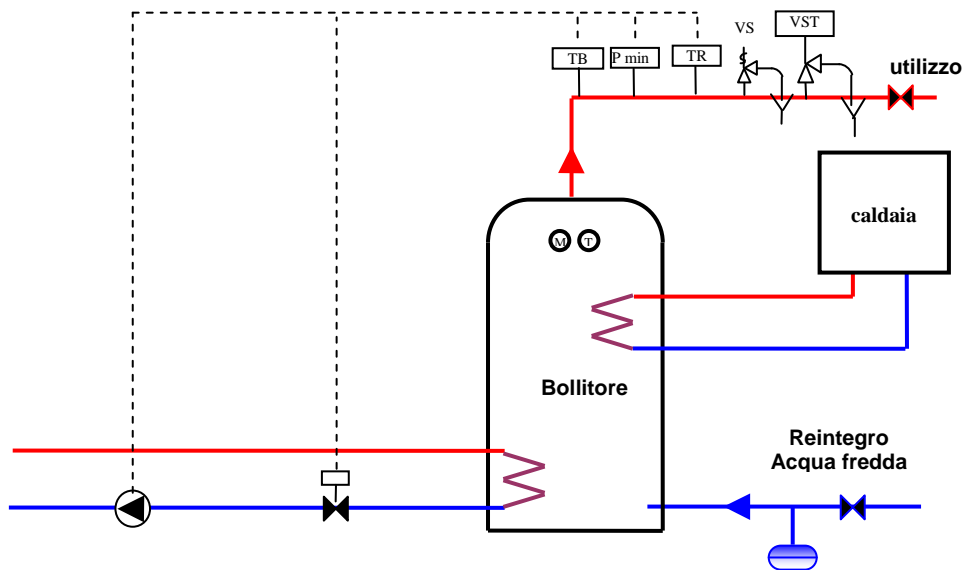 VS
VST
TB
P min
TR
utilizzo
caldaia
M
T
Bollitore
Reintegro
Acqua fredda